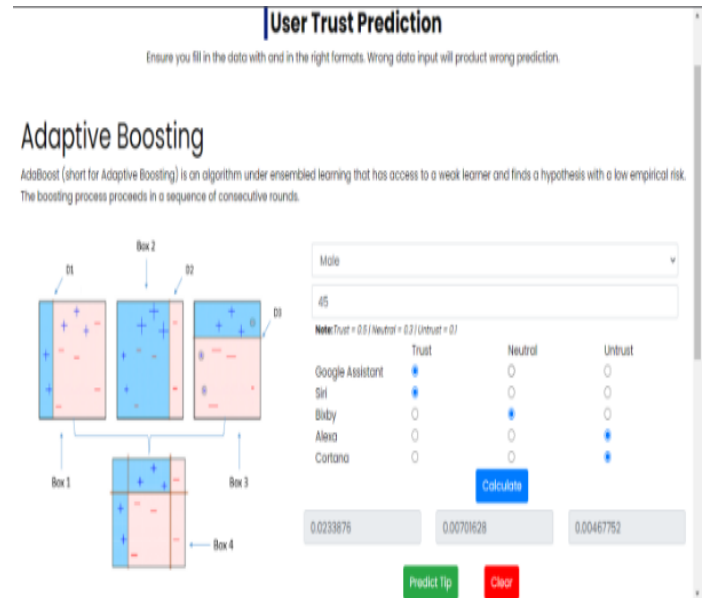 User Trust Prediction
Ensure you fill in the data with and in the right formats. Wrong data input will product wrong prediction.
Adaptive Boosting
AdaBoost (short for Adaptive Boosting) is an algorithm under ensembled learning that has access to a weak learner and finds a hypothesis with a low empirical risk.
The boosting process proceeds in a sequence of consecutive rounds.
Box 2
D1
D2
D3
Box 1
Box 3
Box 4
Male
45
Note: Trust = 0.5 | Neutral = 0.3 | Untrust = 0.1
Trust Neutral Untrust
Google Assistant
Siri
Bixby
Alexa
Cortana
Calculate
0.0233876 0.00701628 0.00467752
Predict Tip Clear